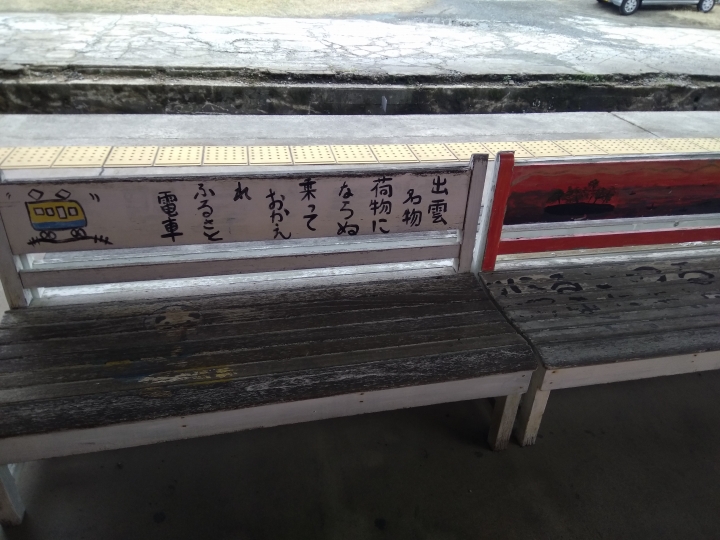 出雲
名物
荷物に
ならぬ
乗って
おかえ
れ
ふるさと
電車